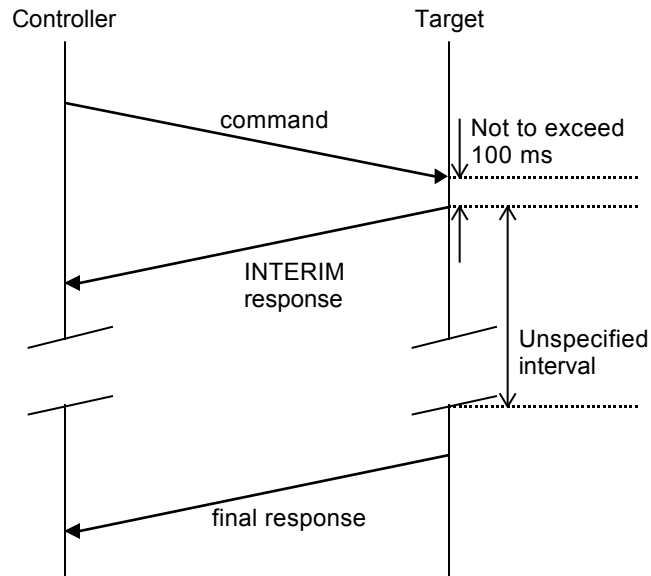 Controller
Target
command
Not to exceed
100 ms
INTERIM
response
Unspecified
interval
final response